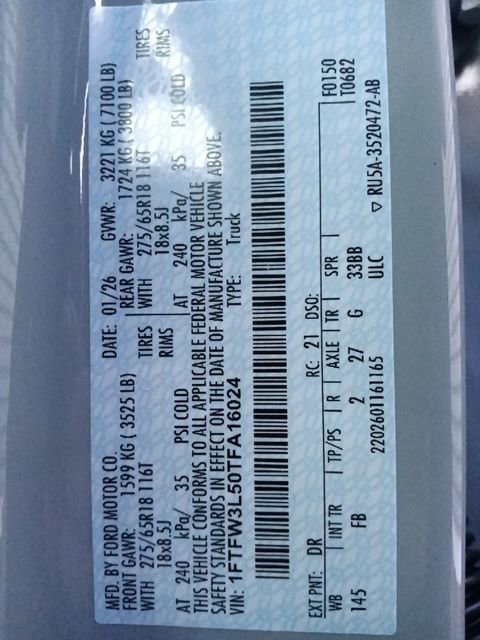 MFD. BY FORD MOTOR CO.
DATE: 01/26 GVWR: 3221 KG (7100 LB)
FRONT GAWR: 1599 KG (3525 LB) REAR GAWR: 1724 KG (3800 LB)
WITH 275/65R18 116T TIRES WITH 275/65R18 116T TIRES
18x8.5J RIMS 18x8.5J RIMS
AT 240 kPa/ 35 PSI COLD AT 240 kPa/ 35 PSI COLD
THIS VEHICLE CONFORMS TO ALL APPLICABLE FEDERAL MOTOR VEHICLE
SAFETY STANDARDS IN EFFECT ON THE DATE OF MANUFACTURE SHOWN ABOVE.
VIN: 1FTFW3L50TFA16024 TYPE: Truck
F0150
T0682
EXT PNT: DR RC: 21 DSO:
WB INT TR TP/PS R AXLE TR SPR
145 FB 2 27 G 33BB
2202601161165 ULC
▽ RU5A-3520472-AB